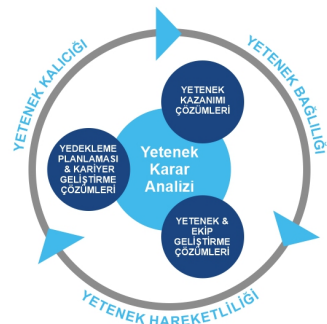 YETENEK KALICIĞI
YETENEK BAĞLILIĞI
YETENEK
KAZANIMI
ÇÖZÜMLERİ
YEDEKLEME
PLANLAMASI
& KARİYER
GELİŞTİRME
ÇÖZÜMLERİ
Yetenek
Karar
Analizi
YETENEK &
EKİP
GELİŞTİRME
ÇÖZÜMLERİ
YETENEK HAREKETLİLİĞİ